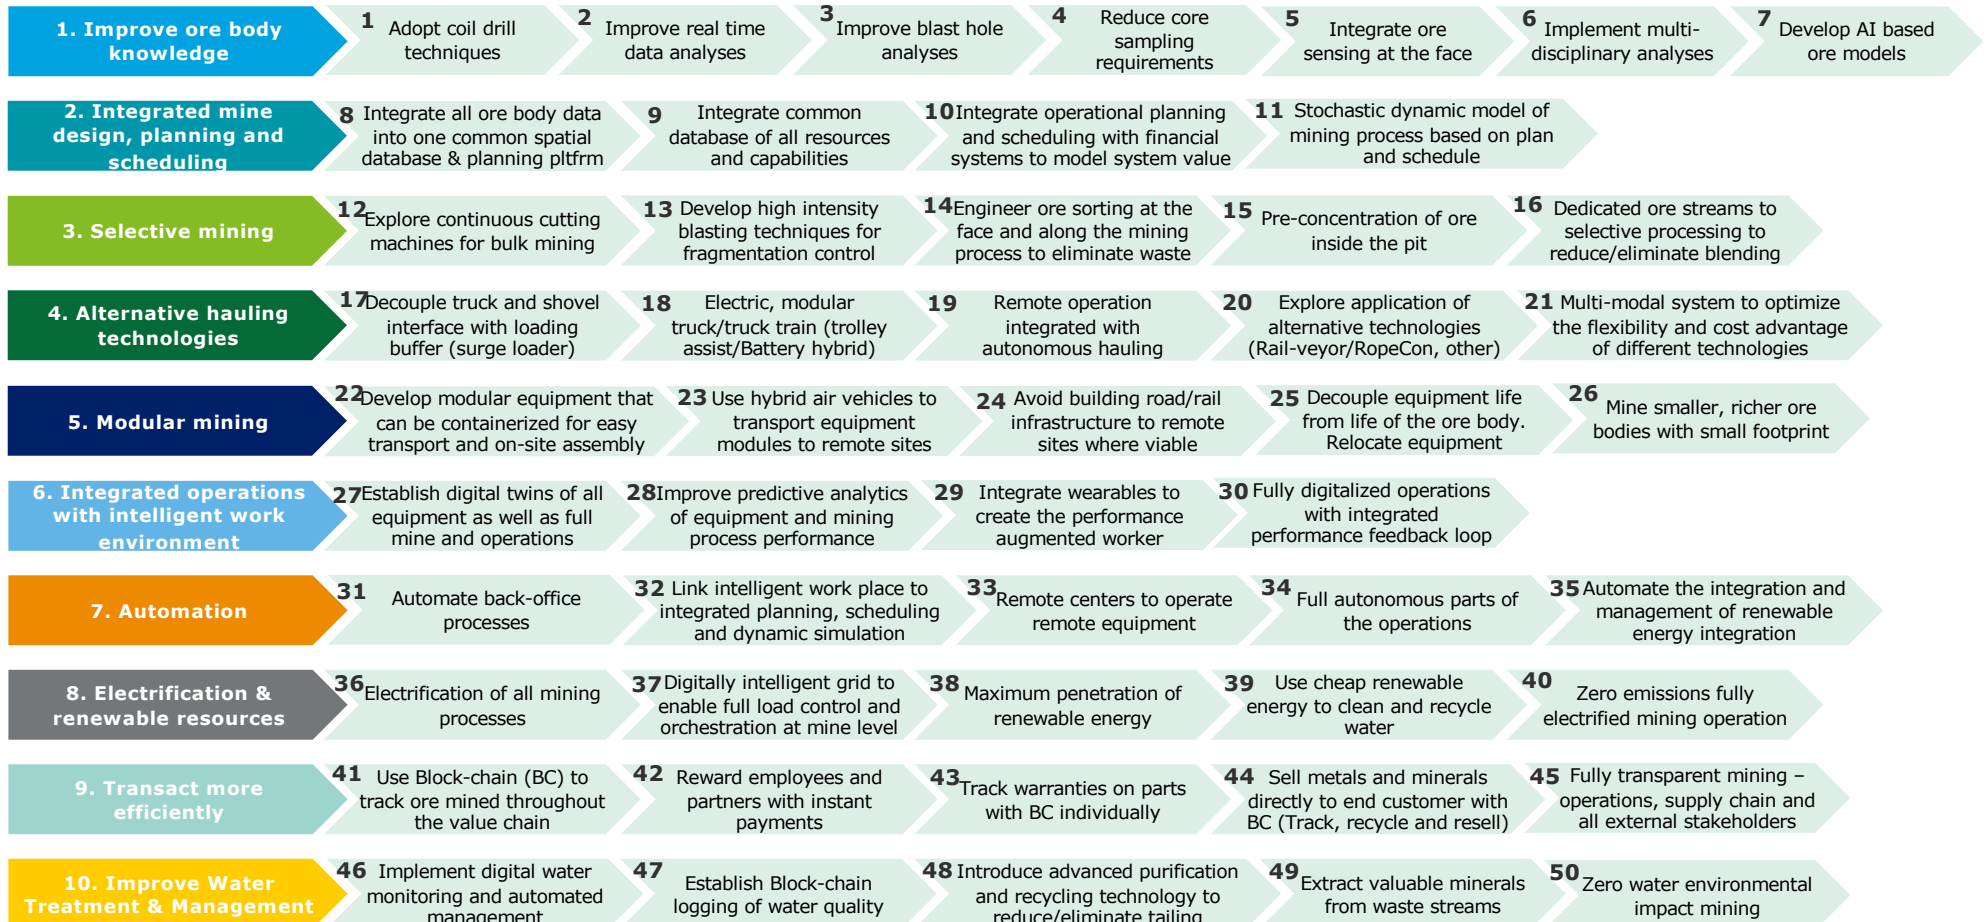 1. Improve ore body
knowledge
1
Adopt coil drill
techniques
2
Improve real time
data analyses
3
Improve blast hole
analyses
4
Reduce core
sampling
requirements
5
Integrate ore
sensing at the face
6
Implement multi-
disciplinary analyses
7
Develop AI based
ore models
2. Integrated mine
design, planning and
scheduling
8
Integrate all ore body data
into one common spatial
database & planning pltfrm
9
Integrate common
database of all resources
and capabilities
10
Integrate operational planning
and scheduling with financial
systems to model system value
11
Stochastic dynamic model of
mining process based on plan
and schedule
3. Selective mining
12
Explore continuous cutting
machines for bulk mining
13
Develop high intensity
blasting techniques for
fragmentation control
14
Engineer ore sorting at the
face and along the mining
process to eliminate waste
15
Pre-concentration of ore
inside the pit
16
Dedicated ore streams to
selective processing to
reduce/eliminate blending
4. Alternative hauling
technologies
17
Decouple truck and shovel
interface with loading
buffer (surge loader)
18
Electric, modular
truck/truck train (trolley
assist/Battery hybrid)
19
Remote operation
integrated with
autonomous hauling
20
Explore application of
alternative technologies
(Rail-veyor/RopeCon, other)
21
Multi-modal system to optimize
the flexibility and cost advantage
of different technologies
5. Modular mining
22
Develop modular equipment that
can be containerized for easy
transport and on-site assembly
23
Use hybrid air vehicles to
transport equipment
modules to remote sites
24
Avoid building road/rail
infrastructure to remote
sites where viable
25
Decouple equipment life
from life of the ore body.
Relocate equipment
26
Mine smaller, richer ore
bodies with small footprint
6. Integrated operations
with intelligent work
environment
27
Establish digital twins of all
equipment as well as full
mine and operations
28
Improve predictive analytics
of equipment and mining
process performance
29
Integrate wearables to
create the performance
augmented worker
30
Fully digitalized operations
with integrated
performance feedback loop
7. Automation
31
Automate back-office
processes
32
Link intelligent work place to
integrated planning, scheduling
and dynamic simulation
33
Remote centers to operate
remote equipment
34
Full autonomous parts of
the operations
35
Automate the integration and
management of renewable
energy integration
8. Electrification &
renewable resources
36
Electrification of all mining
processes
37
Digitally intelligent grid to
enable full load control and
orchestration at mine level
38
Maximum penetration of
renewable energy
39
Use cheap renewable
energy to clean and recycle
water
40
Zero emissions fully
electrified mining operation
9. Transact more
efficiently
41
Use Block-chain (BC) to
track ore mined throughout
the value chain
42
Reward employees and
partners with instant
payments
43
Track warranties on parts
with BC individually
44
Sell metals and minerals
directly to end customer with
BC (Track, recycle and resell)
45
Fully transparent mining –
operations, supply chain and
all external stakeholders
10. Improve Water
Treatment & Management
46
Implement digital water
monitoring and automated
management
47
Establish Block-chain
logging of water quality
48
Introduce advanced purification
and recycling technology to
reduce/eliminate tailing
49
Extract valuable minerals
from waste streams
50
Zero water environmental
impact mining